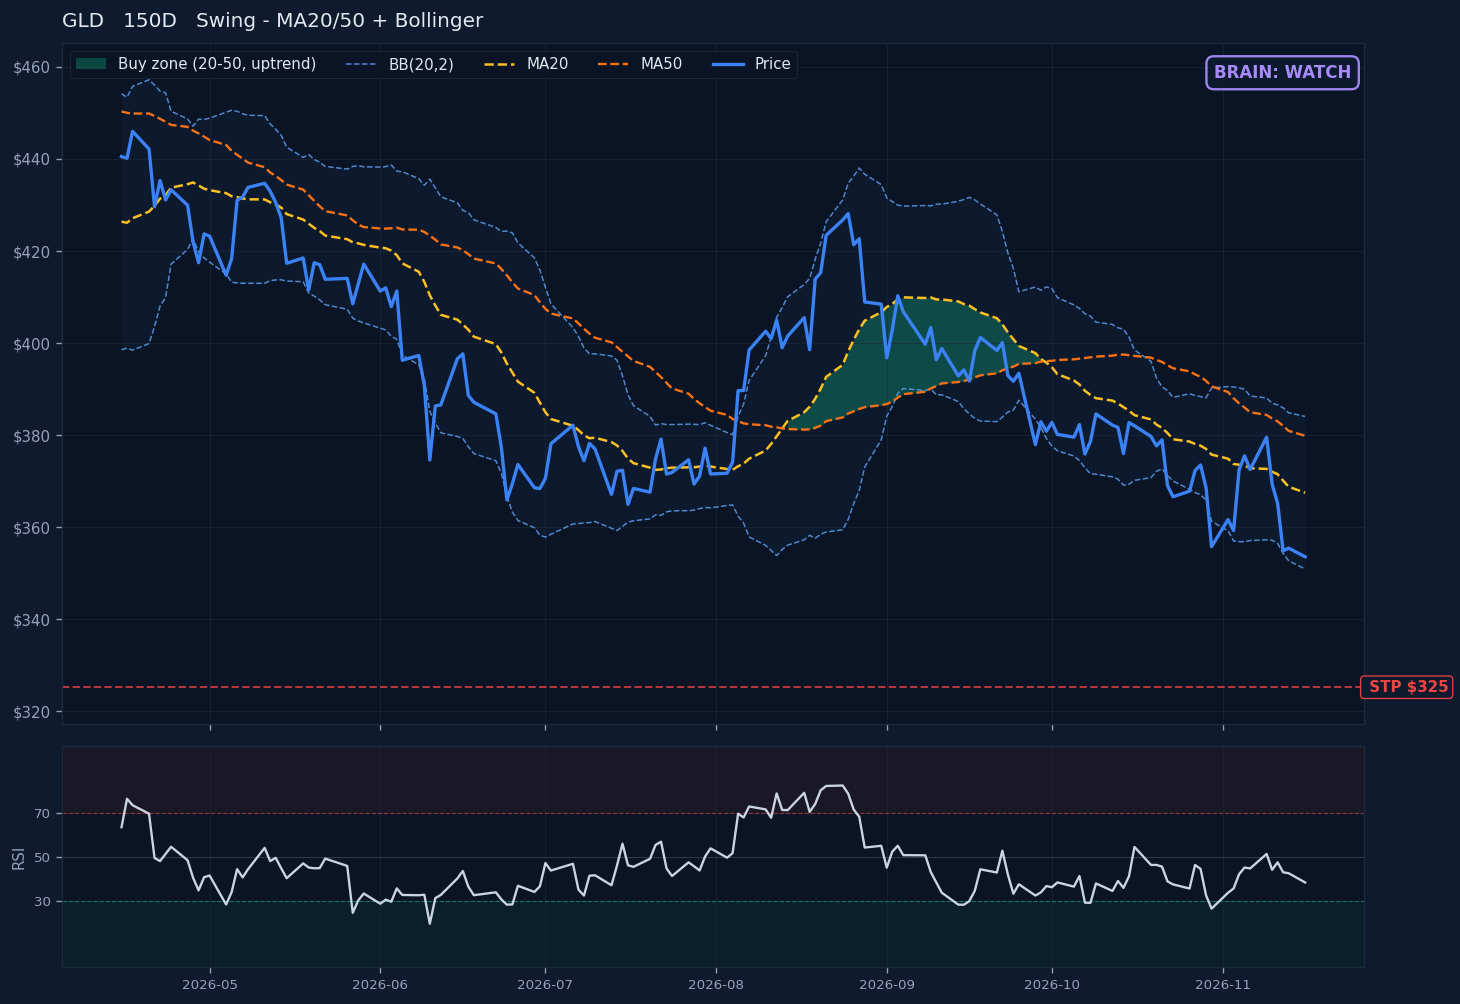 GLD 150D Swing - MA20/50 + Bollinger
Buy zone (20-50, uptrend) BB(20,2) MA20 MA50 Price
BRAIN: WATCH
$460
$440
$420
$400
$380
$360
$340
$320
STP $325
RSI
70
50
30
2026-05 2026-06 2026-07 2026-08 2026-09 2026-10 2026-11